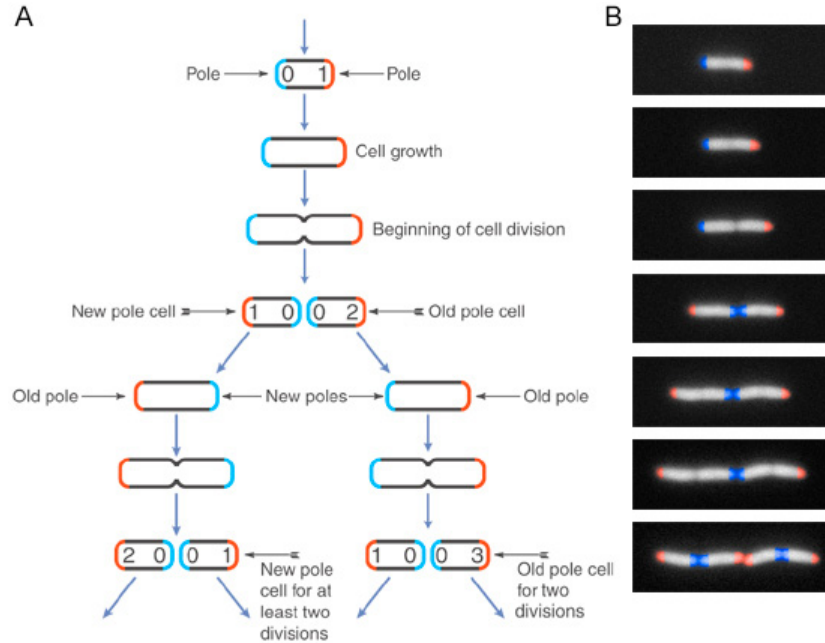 A
B
0 1
Pole
Pole
Cell growth
Beginning of cell division
New pole cell
1 0 0 2
Old pole cell
Old pole
New poles
Old pole
2 0 0 1
1 0 0 3
New pole
cell for at
least two
divisions
Old pole cell
for two
divisions